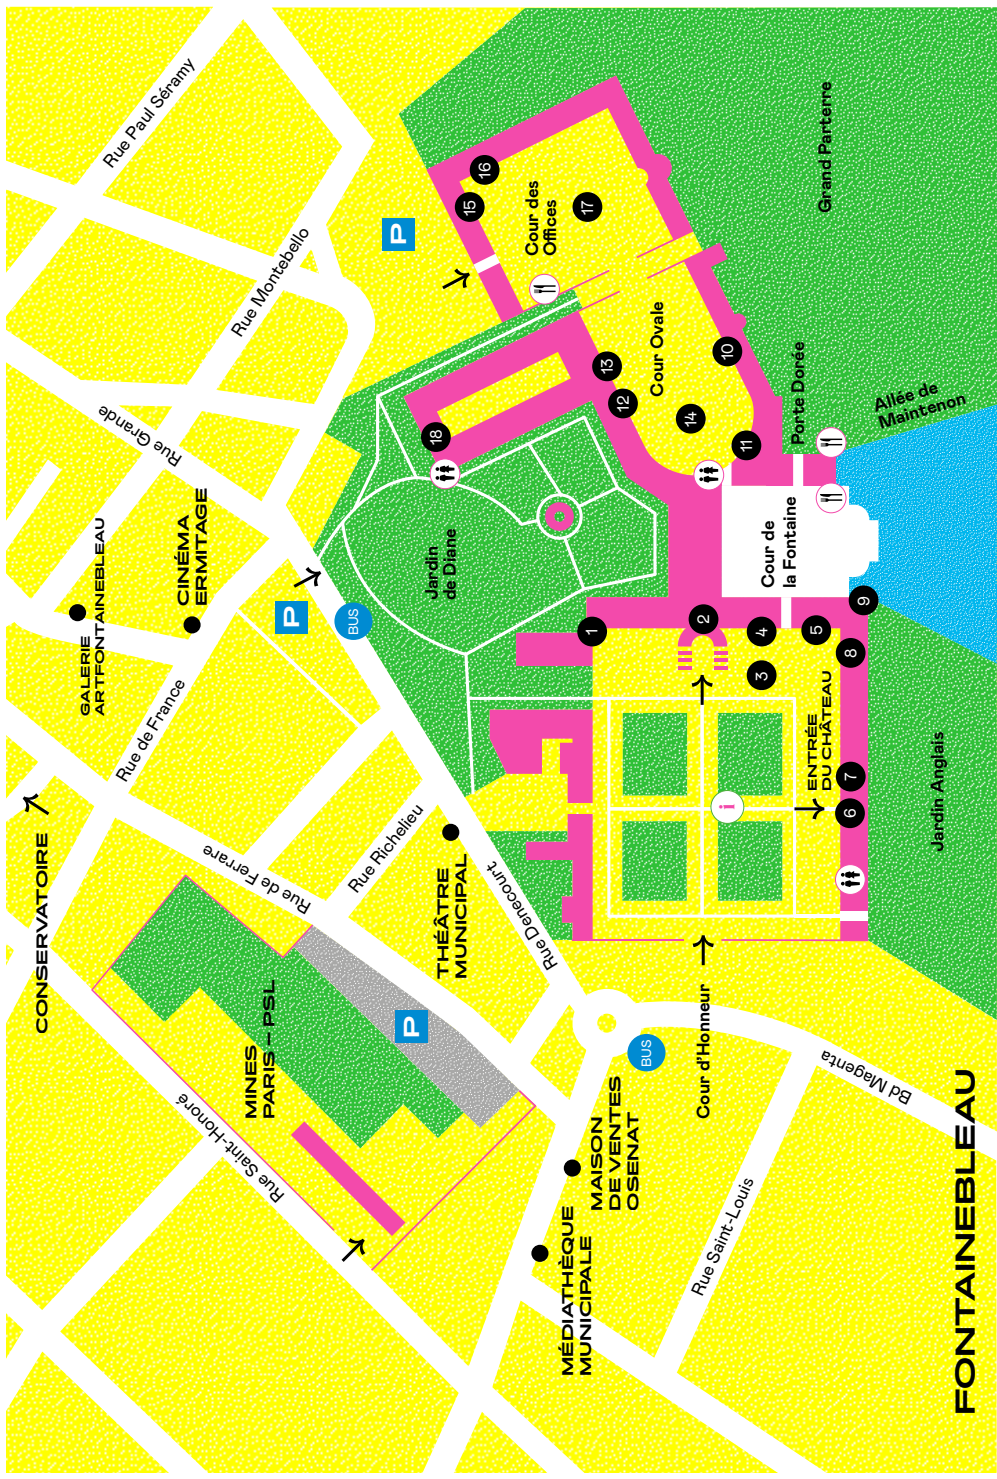 CONSERVATOIRE
GALERIE
ARTFONTAINEBLEAU
CINÉMA
ERMITAGE
Rue Paul Séramy
Rue Montebello
Rue Grande
Rue de France
Rue de Ferrare
Rue Richelieu
Rue Denecourt
THÉÂTRE
MUNICIPAL
MINES
PARIS – PSL
Rue Saint-Honoré
P
P
P
BUS
BUS
MÉDIATHÈQUE
MUNICIPALE
MAISON
DE VENTES
OSENAT
Rue Saint-Louis
Bd Magenta
Cour d'Honneur
Jardin
de Diane
Cour des
Offices
Cour Ovale
Cour de
la Fontaine
Porte Dorée
Allée de
Maintenon
Grand Parterre
Jardin Anglais
ENTRÉE
DU CHÂTEAU
i
1
2
3
4
5
6
7
8
9
10
11
12
13
14
15
16
17
18
FONTAINEBLEAU